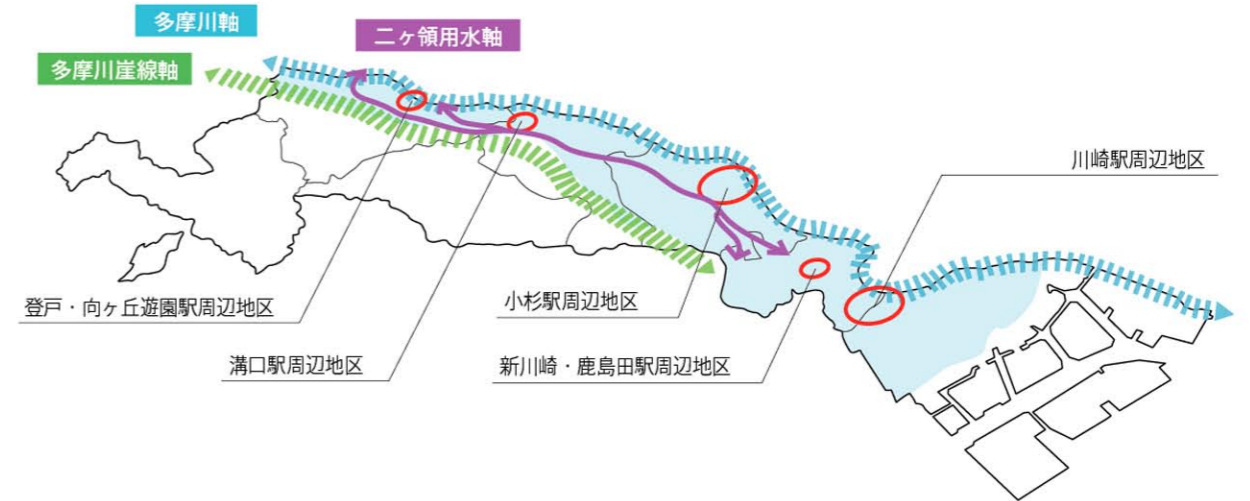 多摩川軸
二ヶ領用水軸
多摩川崖線軸
川崎駅周辺地区
登戸・向ヶ丘遊園駅周辺地区
小杉駅周辺地区
溝口駅周辺地区
新川崎・鹿島田駅周辺地区